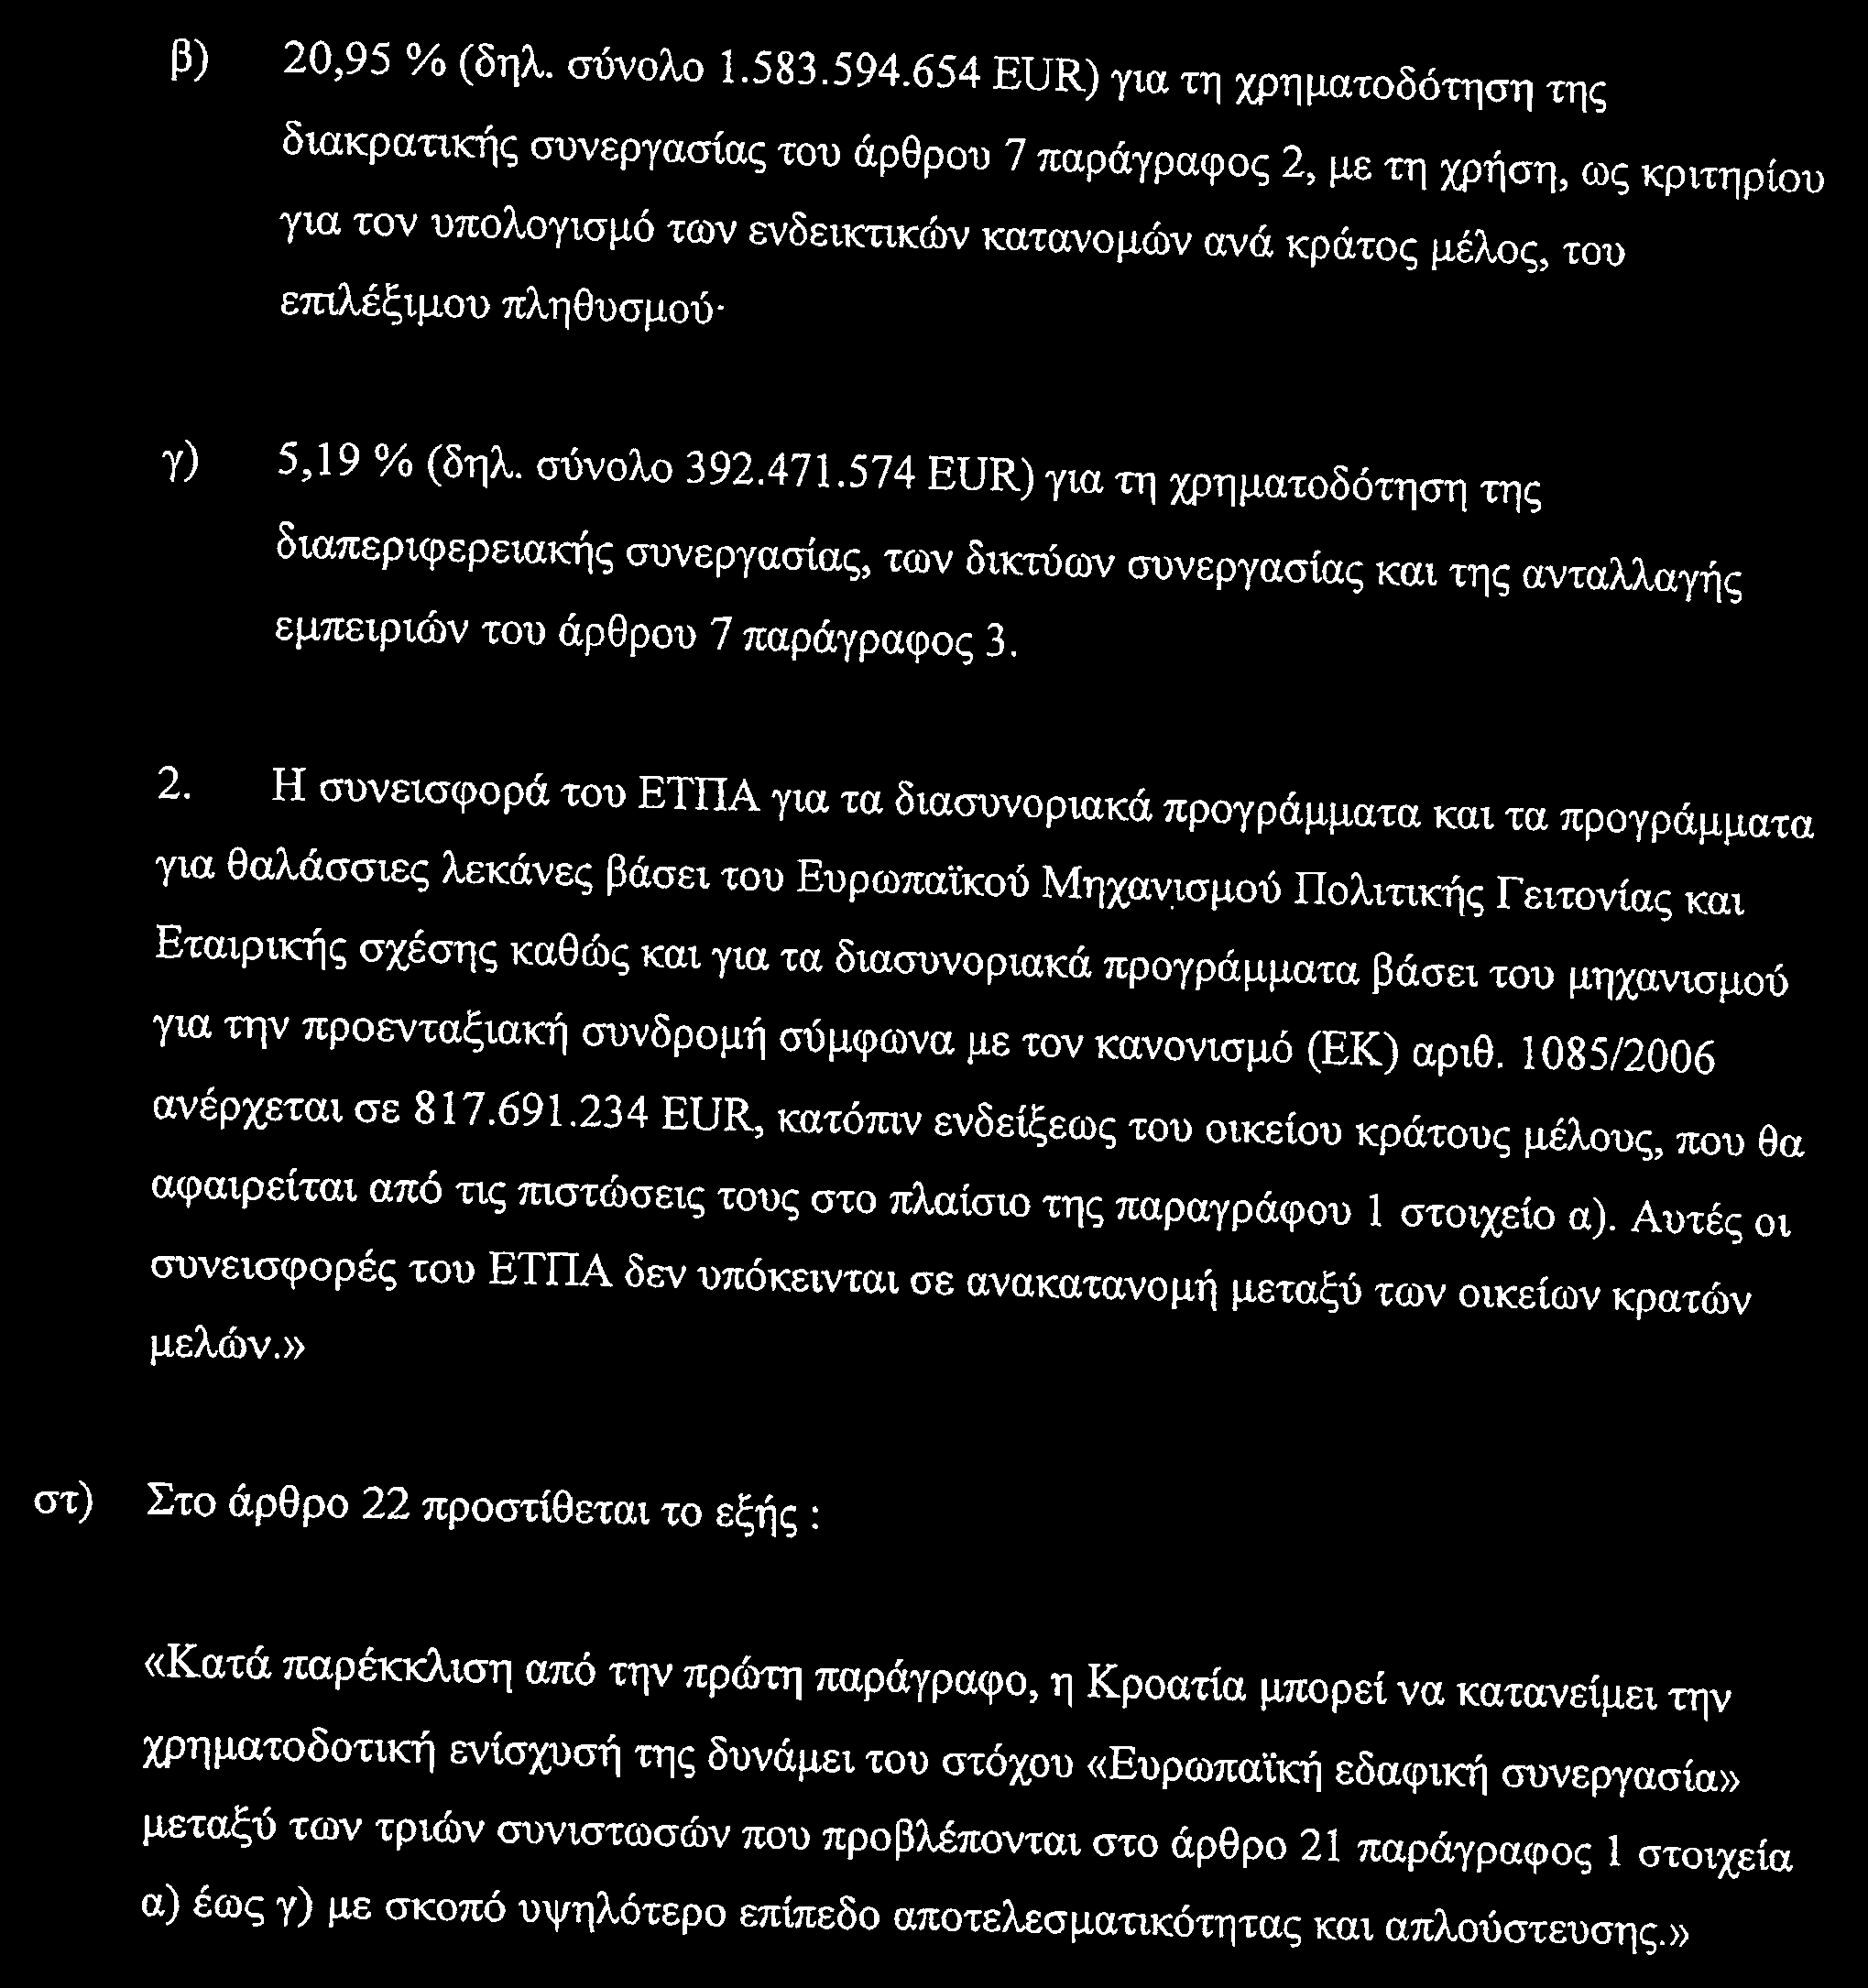 β) 20,95 % (δηλ. σύνολο 1.583.594.654 EUR) για τη χρηματοδότηση της
διακρατικής συνεργασίας του άρθρου 7 παράγραφος 2, με τη χρήση, ως κριτηρίου
για τον υπολογισμό των ενδεικτικών κατανομών ανά κράτος μέλος, του
επιλέξιμου πληθυσμού·
γ) 5,19 % (δηλ. σύνολο 392.471.574 EUR) για τη χρηματοδότηση της
διαπεριφερειακής συνεργασίας, των δικτύων συνεργασίας και της ανταλλαγής
εμπειριών του άρθρου 7 παράγραφος 3.
2. Η συνεισφορά του ΕΤΠΑ για τα διασυνοριακά προγράμματα και τα προγράμματα
για θαλάσσιες λεκάνες βάσει του Ευρωπαϊκού Μηχανισμού Πολιτικής Γειτονίας και
Εταιρικής σχέσης καθώς και για τα διασυνοριακά προγράμματα βάσει του μηχανισμού
για την προενταξιακή συνδρομή σύμφωνα με τον κανονισμό (ΕΚ) αριθ. 1085/2006
ανέρχεται σε 817.691.234 EUR, κατόπιν ενδείξεως του οικείου κράτους μέλους, που θα
αφαιρείται από τις πιστώσεις τους στο πλαίσιο της παραγράφου 1 στοιχείο α). Αυτές οι
συνεισφορές του ΕΤΠΑ δεν υπόκεινται σε ανακατανομή μεταξύ των οικείων κρατών
μελών.»
στ) Στο άρθρο 22 προστίθεται το εξής :
«Κατά παρέκκλιση από την πρώτη παράγραφο, η Κροατία μπορεί να κατανείμει την
χρηματοδοτική ενίσχυσή της δυνάμει του στόχου «Ευρωπαϊκή εδαφική συνεργασία»
μεταξύ των τριών συνιστωσών που προβλέπονται στο άρθρο 21 παράγραφος 1 στοιχεία
α) έως γ) με σκοπό υψηλότερο επίπεδο αποτελεσματικότητας και απλούστευσης.»